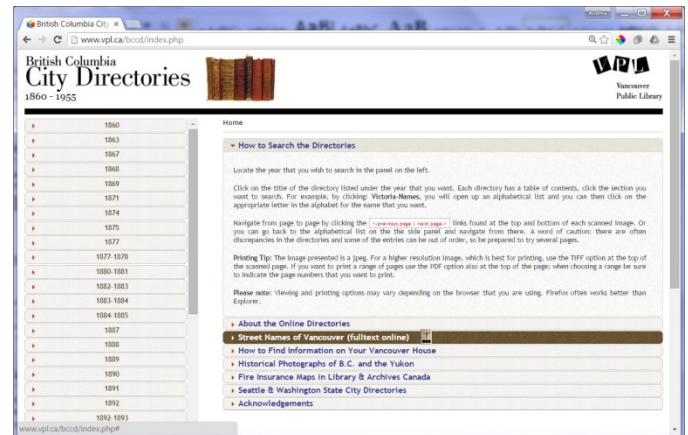 British Columbia City
www.vpl.ca/bccd/index.php
British Columbia
City Directories
1860 - 1955
VPL
Vancouver
Public Library
1860
1863
1867
1868
1869
1871
1874
1875
1877
1877-1878
1880-1881
1882-1883
1883-1884
1884-1885
1887
1888
1889
1890
1891
1892
1892-1893
Home
How to Search the Directories
Locate the year that you wish to search in the panel on the left.
Click on the title of the directory listed under the year that you want. Each directory has a table of contents, click the section you
want to search. For example, by clicking: Victoria-Names, you will open up an alphabetical list and you can then click on the
appropriate letter in the alphabet for the name that you want.
Navigate from page to page by clicking the <-previous page | next page-> links found at the top and bottom of each scanned image. Or
you can go back to the alphabetical list on the the side panel and navigate from there. A word of caution: there are often
discrepancies in the directories and some of the entries can be out of order, so be prepared to try several pages.
Printing Tip: The image presented is a jpeg. For a higher resolution image, which is best for printing, use the TIFF option at the top of
the scanned page. If you want to print a range of pages use the PDF option also at the top of the page; when choosing a range be sure
to indicate the page numbers that you want to print.
Please note: Viewing and printing options may vary depending on the browser that you are using. Firefox often works better than
Explorer.
About the Online Directories
Street Names of Vancouver (fulltext online)
How to Find Information on Your Vancouver House
Historical Photographs of B.C. and the Yukon
Fire Insurance Maps in Library & Archives Canada
Seattle & Washington State City Directories
Acknowledgements
www.vpl.ca/bccd/index.php#